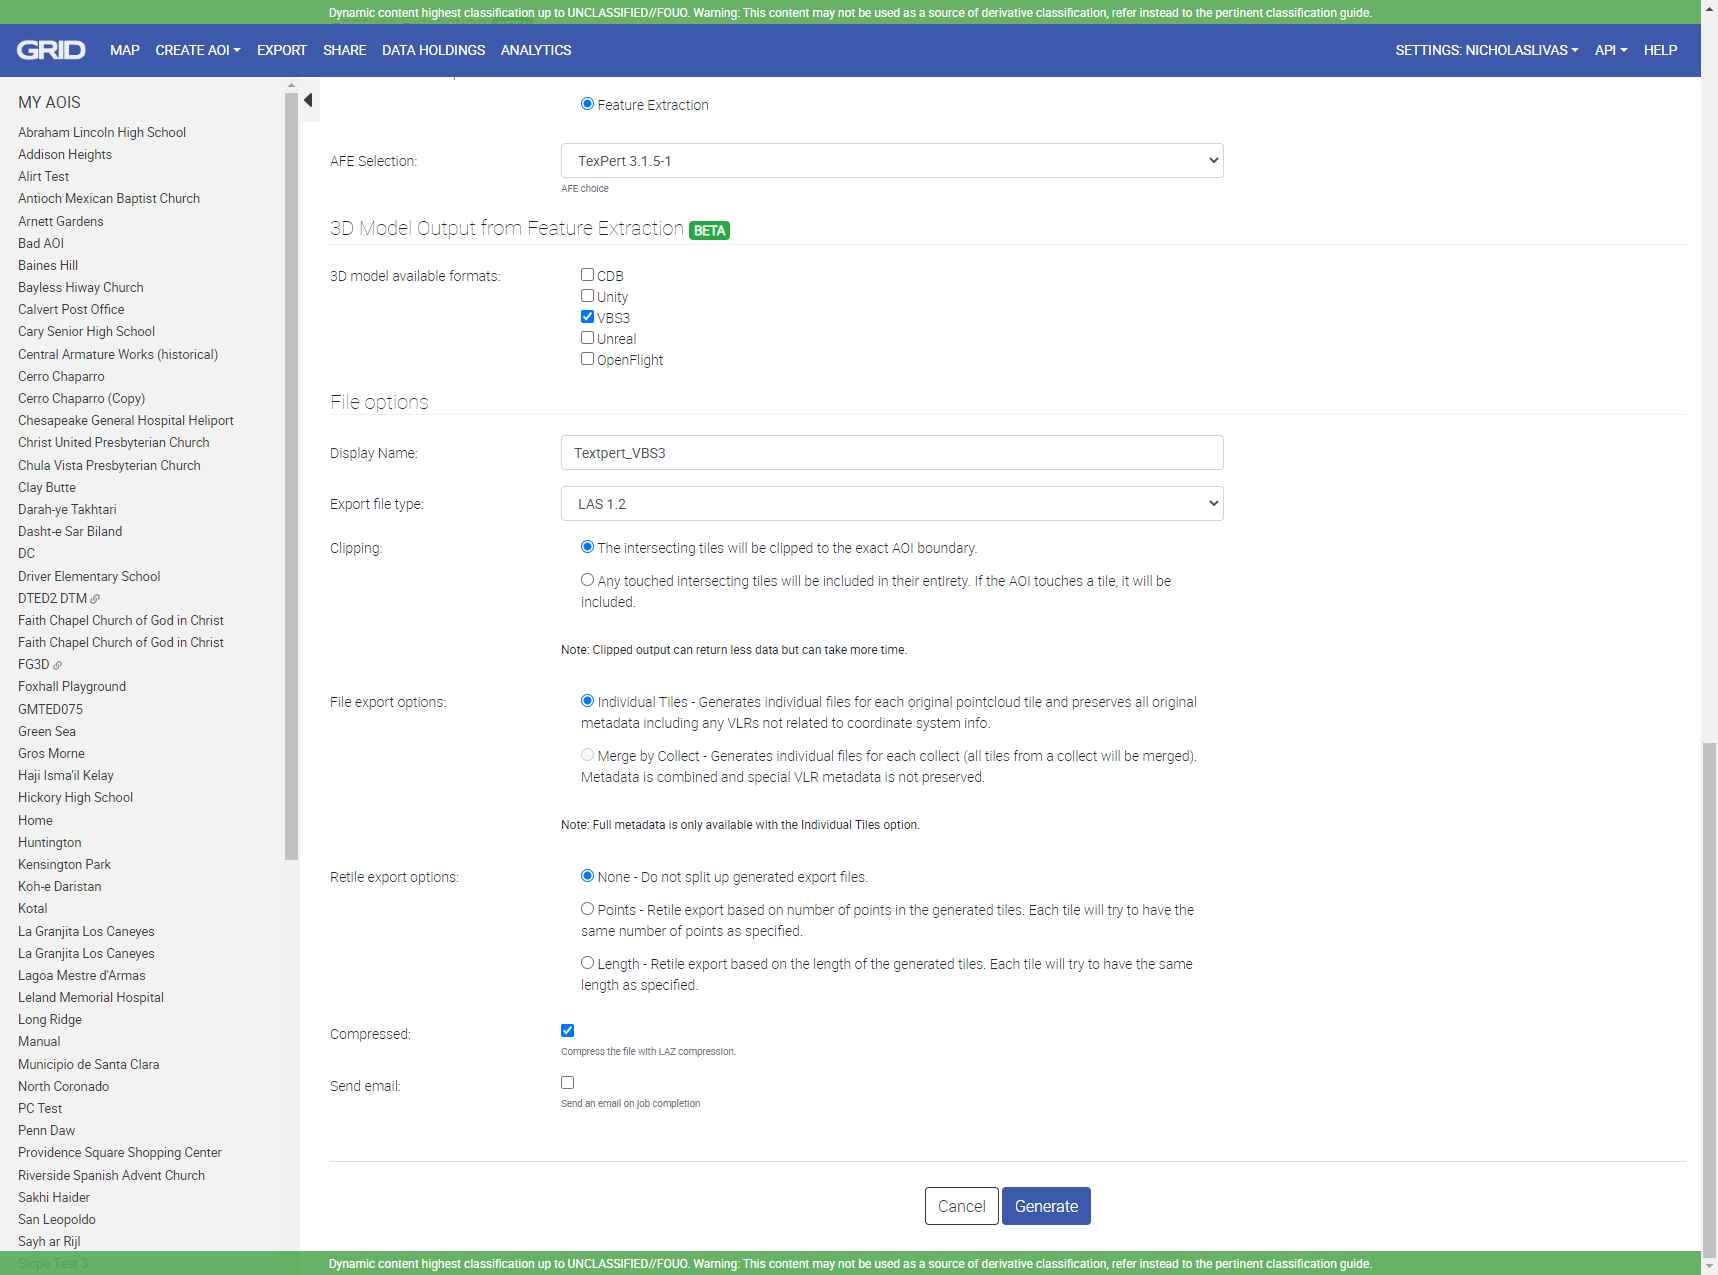 Dynamic content highest classification up to UNCLASSIFIED//FOUO. Warning: This content may not be used as a source of derivative classification, refer instead to the pertinent classification guide.
GRID MAP CREATE AOI EXPORT SHARE DATA HOLDINGS ANALYTICS SETTINGS: NICHOLASLIVAS API HELP
MY AOIS
Abraham Lincoln High School
Addison Heights
Alirt Test
Antioch Mexican Baptist Church
Arnett Gardens
Bad AOI
Baines Hill
Bayless Hiway Church
Calvert Post Office
Cary Senior High School
Central Armature Works (historical)
Cerro Chaparro
Cerro Chaparro (Copy)
Chesapeake General Hospital Heliport
Christ United Presbyterian Church
Chula Vista Presbyterian Church
Clay Butte
Darah-ye Takhtari
Dasht-e Sar Biland
DC
Driver Elementary School
DTED2 DTM
Faith Chapel Church of God in Christ
Faith Chapel Church of God in Christ
FG3D
Foxhall Playground
GMTED075
Green Sea
Gros Morne
Haji Isma'il Kelay
Hickory High School
Home
Huntington
Kensington Park
Koh-e Daristan
Kotal
La Granjita Los Caneyes
La Granjita Los Caneyes
Lagoa Mestre d'Armas
Leland Memorial Hospital
Long Ridge
Manual
Municipio de Santa Clara
North Coronado
PC Test
Penn Daw
Providence Square Shopping Center
Riverside Spanish Advent Church
Sakhi Haider
San Leopoldo
Sayh ar Rijl
Slope Test 3
Feature Extraction
AFE Selection: TexPert 3.1.5-1
AFE choice
3D Model Output from Feature Extraction BETA
3D model available formats: CDB
Unity
VBS3
Unreal
OpenFlight
File options
Display Name: Textpert_VBS3
Export file type: LAS 1.2
Clipping: The intersecting tiles will be clipped to the exact AOI boundary.
Any touched intersecting tiles will be included in their entirety. If the AOI touches a tile, it will be
included.
Note: Clipped output can return less data but can take more time.
File export options: Individual Tiles - Generates individual files for each original pointcloud tile and preserves all original
metadata including any VLRs not related to coordinate system info.
Merge by Collect - Generates individual files for each collect (all tiles from a collect will be merged).
Metadata is combined and special VLR metadata is not preserved.
Note: Full metadata is only available with the Individual Tiles option.
Retile export options: None - Do not split up generated export files.
Points - Retile export based on number of points in the generated tiles. Each tile will try to have the
same number of points as specified.
Length - Retile export based on the length of the generated tiles. Each tile will try to have the same
length as specified.
Compressed:
Compress the file with LAZ compression.
Send email:
Send an email on job completion
Cancel Generate
Dynamic content highest classification up to UNCLASSIFIED//FOUO. Warning: This content may not be used as a source of derivative classification, refer instead to the pertinent classification guide.